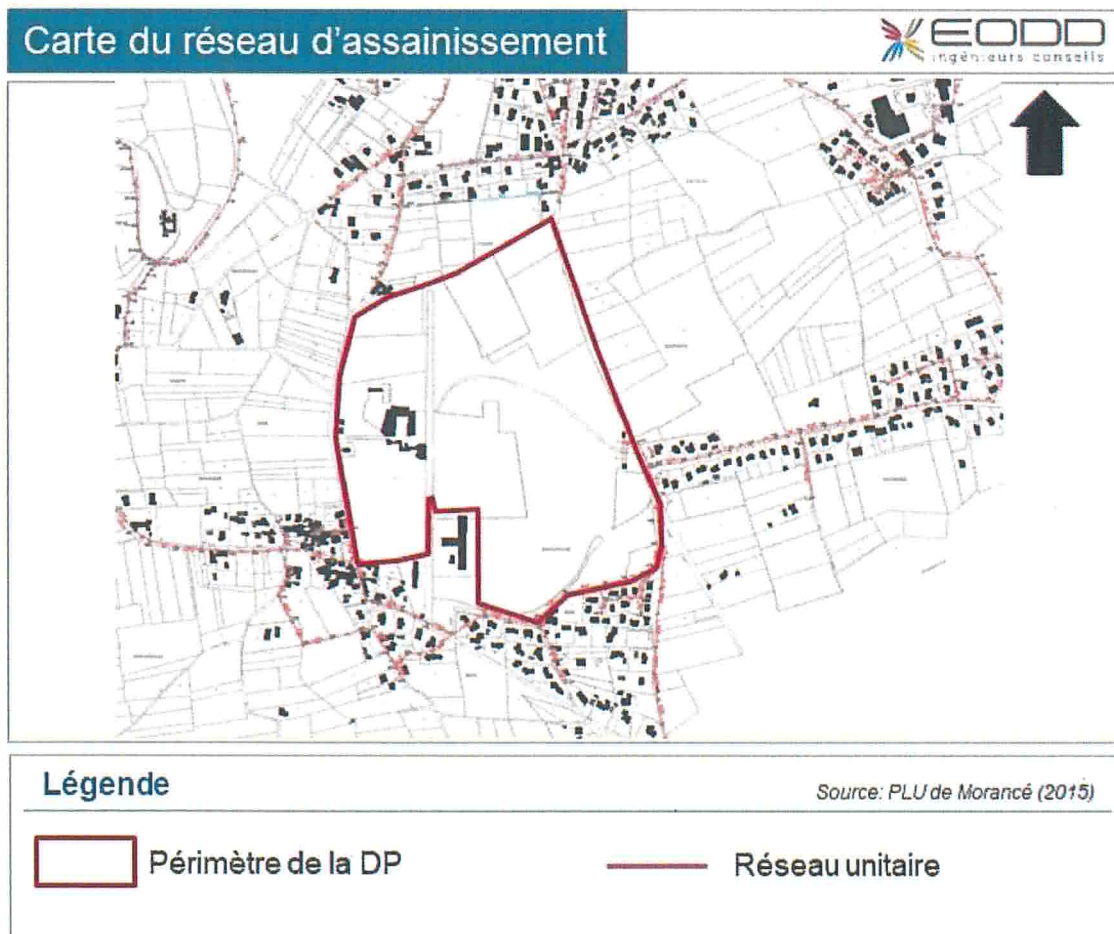 Carte du réseau d'assainissement
EODD
ingénieurs conseils
Légende
Source: PLU de Morancé (2015)
Périmètre de la DP
Réseau unitaire